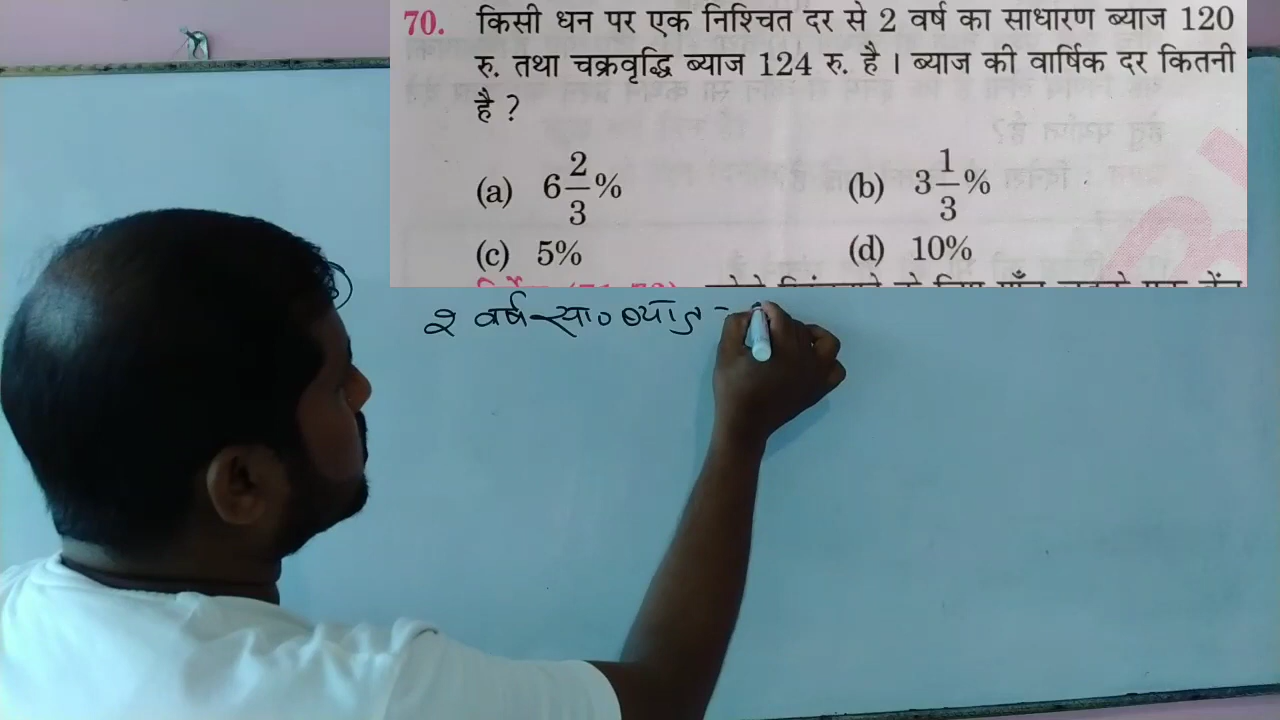 70. किसी धन पर एक निश्चित दर से 2 वर्ष का साधारण ब्याज 120
रु. तथा चक्रवृद्धि ब्याज 124 रु. है । ब्याज की वार्षिक दर कितनी
है ?
(a) 6 2/3 % (b) 3 1/3 %
(c) 5% (d) 10%
२ वर्ष सा० ब्याज =